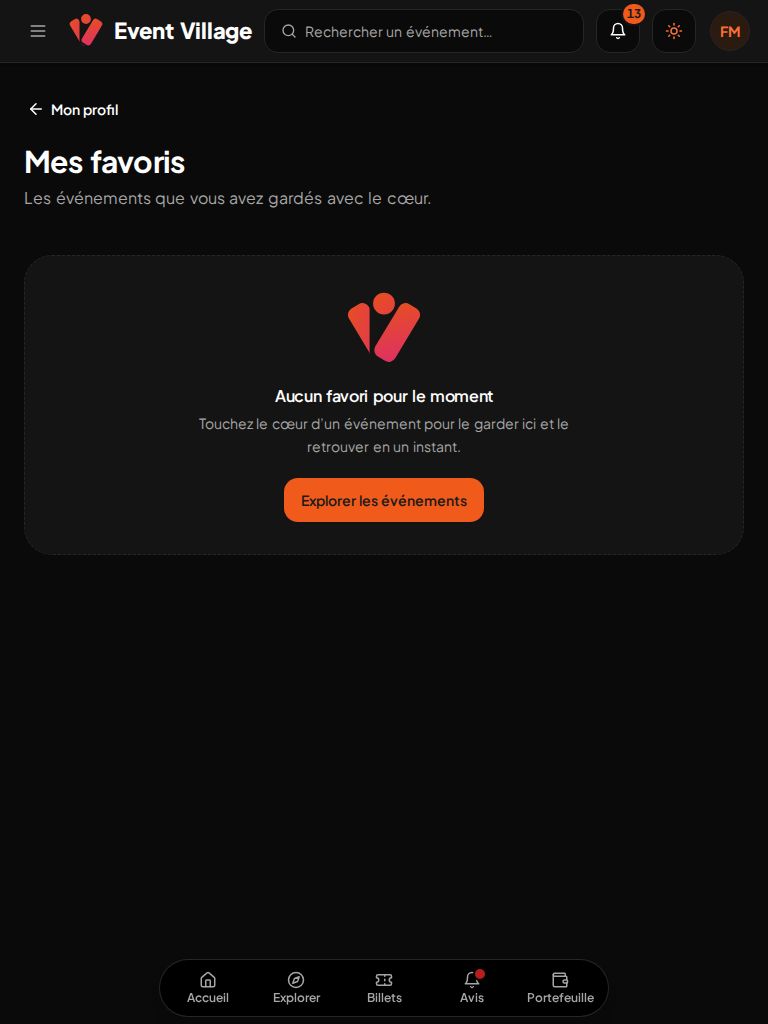 Event Village
Rechercher un événement...
13
FM
Mon profil
Mes favoris
Les événements que vous avez gardés avec le cœur.
Aucun favori pour le moment
Touchez le cœur d'un événement pour le garder ici et le
retrouver en un instant.
Explorer les événements
Accueil
Explorer
Billets
Avis
Portefeuille